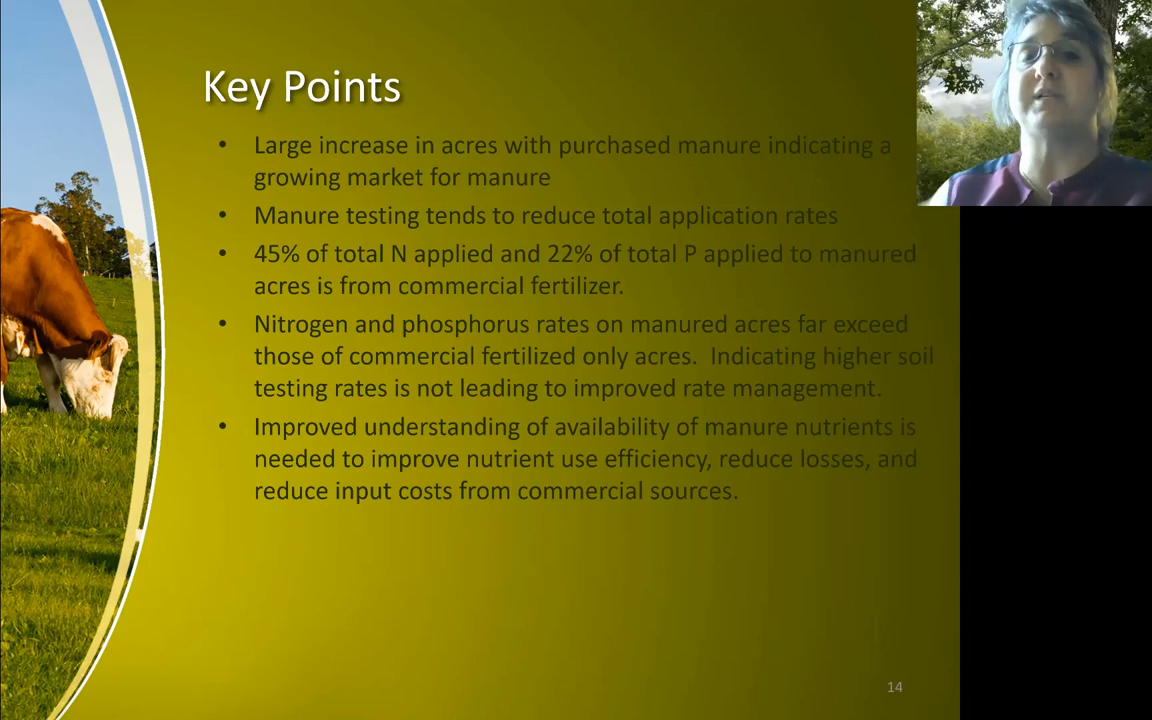 Key Points
• Large increase in acres with purchased manure indicating a
growing market for manure
• Manure testing tends to reduce total application rates
• 45% of total N applied and 22% of total P applied to manured
acres is from commercial fertilizer.
• Nitrogen and phosphorus rates on manured acres far exceed
those of commercial fertilized only acres.  Indicating higher soil
testing rates is not leading to improved rate management.
• Improved understanding of availability of manure nutrients is
needed to improve nutrient use efficiency, reduce losses, and
reduce input costs from commercial sources.
14